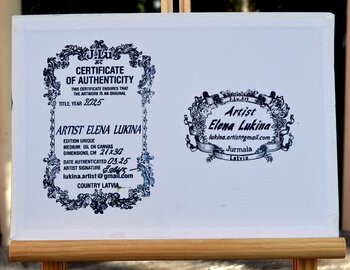 CERTIFICATE
OF AUTHENTICITY
THIS CERTIFICATE ENSURES THAT
THE ARTWORK IS AN ORIGINAL
TITLE, YEAR 2025
ARTIST ELENA LUKINA
EDITION UNIQUE
MEDIUM: OIL ON CANVAS
DIMENSIONS, CM 21x30
DATE AUTHENTICATED 03.25
ARTIST SIGNATURE
lukina.artist@gmail.com
COUNTRY LATVIA
Artist
Elena Lukina
lukina.artist@gmail.com
Jurmala
Latvia